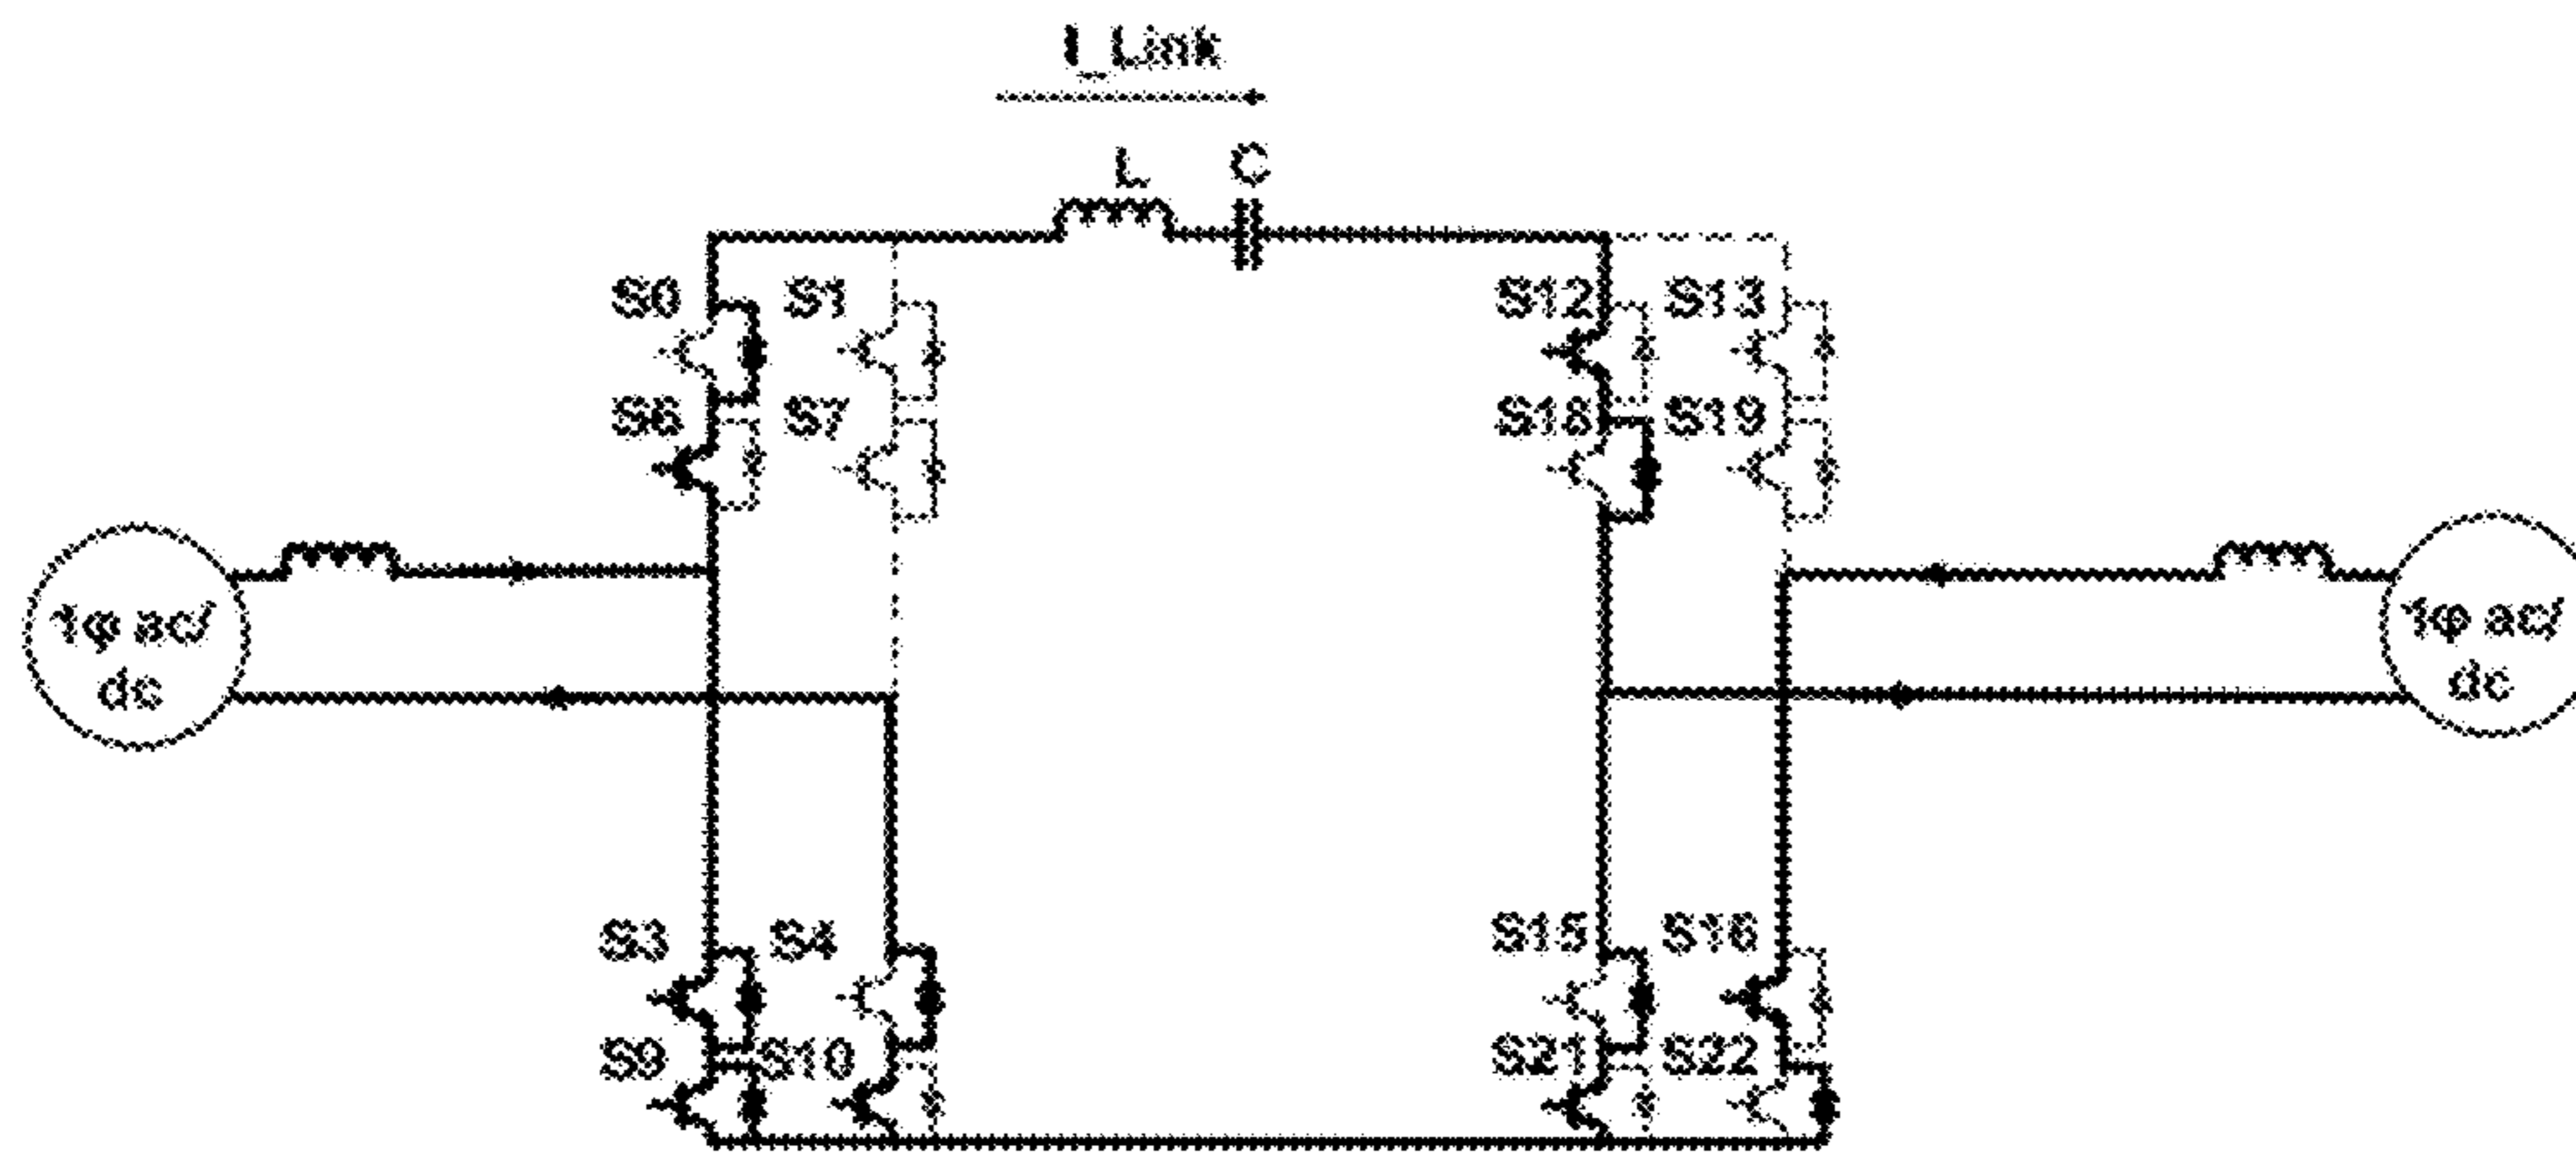 I_Link
L C
S0 S1 S12 S13
S6 S7 S18 S19
1φ ac/ 1φ ac/
dc dc
S3 S4 S15 S16
S9 S10 S21 S22